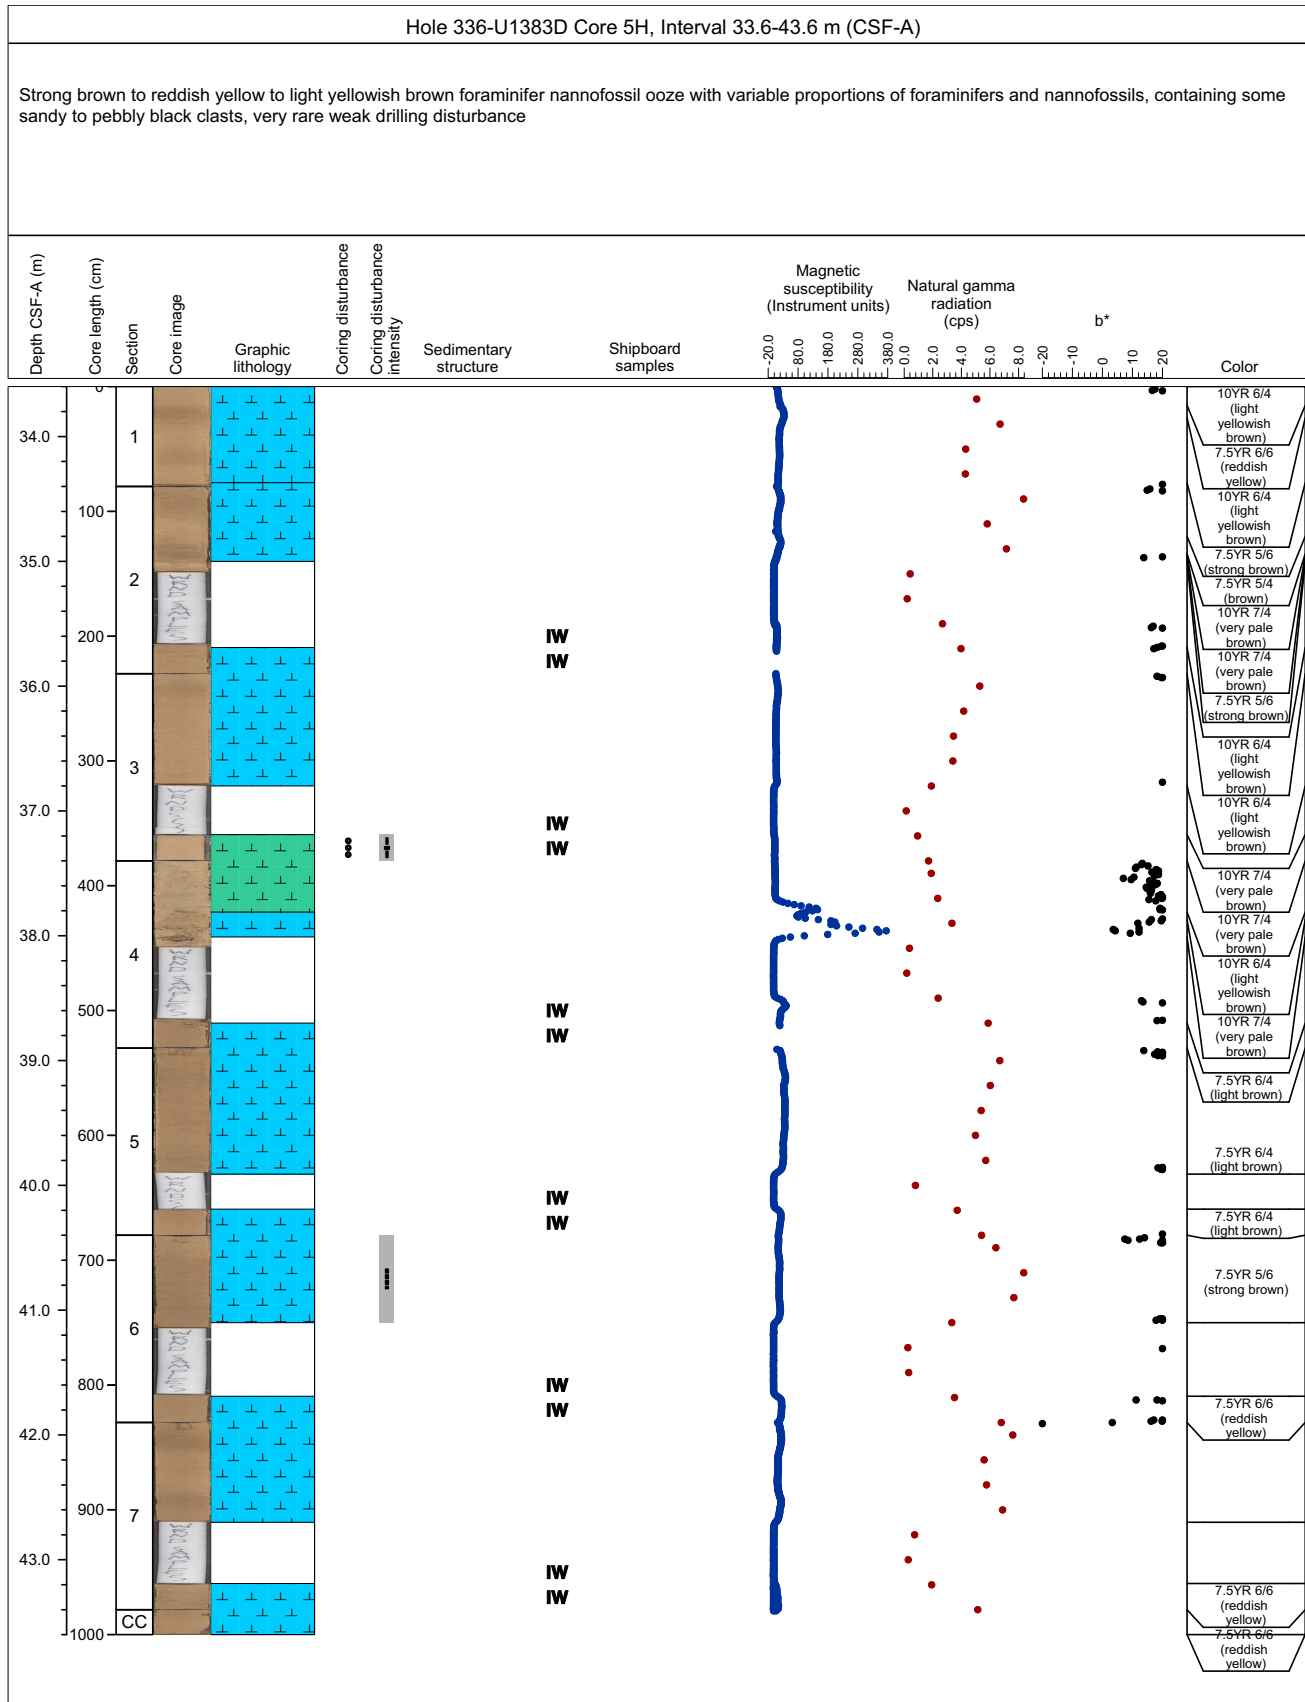 Hole 336-U1383D Core 5H, Interval 33.6-43.6 m (CSF-A)
Strong brown to reddish yellow to light yellowish brown foraminifer nannofossil ooze with variable proportions of foraminifers and nannofossils, containing some
sandy to pebbly black clasts, very rare weak drilling disturbance
Depth CSF-A (m)
Core length (cm)
Section
Core image
Graphic
lithology
Coring disturbance
Coring disturbance
intensity
Sedimentary
structure
Shipboard
samples
Magnetic
susceptibility
(Instrument units)
-20.0 80.0 180.0 280.0 380.0
Natural gamma
radiation
(cps)
0.0 2.0 4.0 6.0 8.0
b*
-20 -10 0 10 20
Color
34.0
35.0
36.0
37.0
38.0
39.0
40.0
41.0
42.0
43.0
0
100
200
300
400
500
600
700
800
900
1000
1
2
3
4
5
6
7
CC
IW
IW
IW
IW
IW
IW
IW
IW
IW
IW
IW
IW
10YR 6/4
(light
yellowish
brown)
7.5YR 6/6
(reddish
yellow)
10YR 6/4
(light
yellowish
brown)
7.5YR 5/6
(strong brown)
7.5YR 5/4
(brown)
10YR 7/4
(very pale
brown)
10YR 7/4
(very pale
brown)
7.5YR 5/6
(strong brown)
10YR 6/4
(light
yellowish
brown)
10YR 6/4
(light
yellowish
brown)
10YR 7/4
(very pale
brown)
10YR 7/4
(very pale
brown)
10YR 6/4
(light
yellowish
brown)
10YR 7/4
(very pale
brown)
7.5YR 6/4
(light brown)
7.5YR 6/4
(light brown)
7.5YR 6/4
(light brown)
7.5YR 5/6
(strong brown)
7.5YR 6/6
(reddish
yellow)
7.5YR 6/6
(reddish
yellow)
7.5YR 6/6
(reddish
yellow)